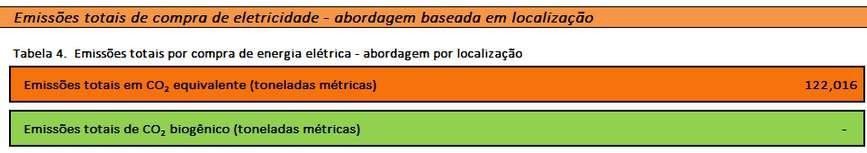 Emissões totais de compra de eletricidade - abordagem baseada em localização
Tabela 4. Emissões totais por compra de energia elétrica - abordagem por localização
Emissões totais em CO₂ equivalente (toneladas métricas) 122,016
Emissões totais de CO₂ biogênico (toneladas métricas) -